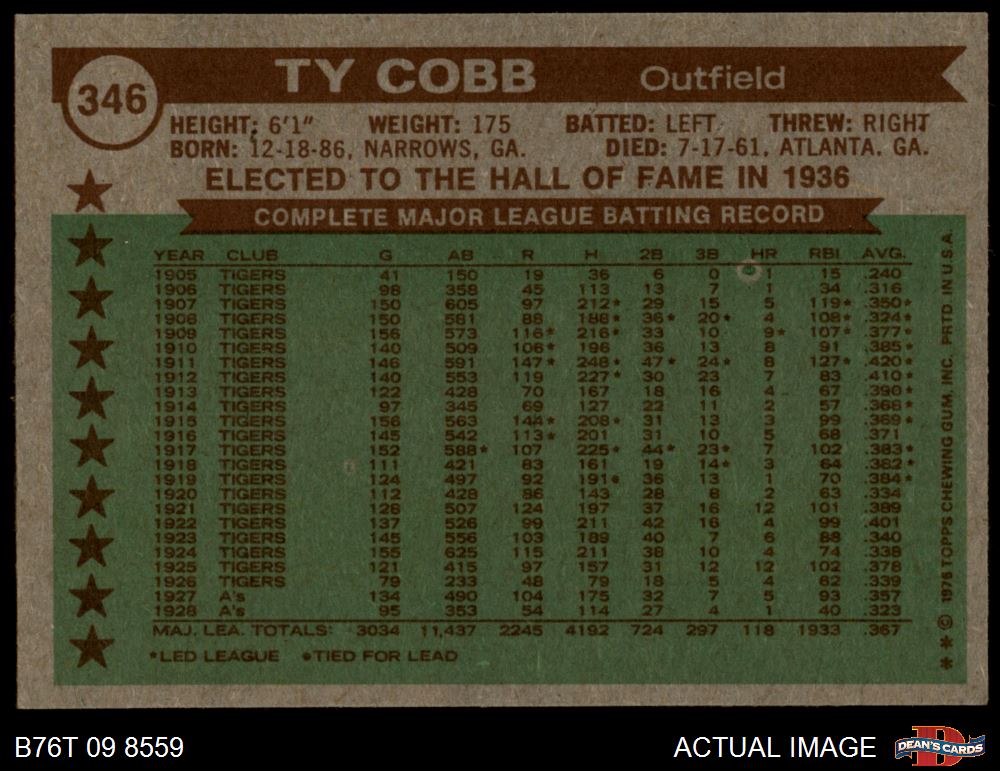 346
TY COBB Outfield
HEIGHT: 6'1" WEIGHT: 175 BATTED: LEFT THREW: RIGHT
BORN: 12-18-86, NARROWS, GA. DIED: 7-17-61, ATLANTA. GA.
ELECTED TO THE HALL OF FAME IN 1936
COMPLETE MAJOR LEAGUE BATTING RECORD
YEAR CLUB G AB R H 2B 3B HR RBI AVG.
1905 TIGERS 41 150 19 36 6 0 1 15 .240
1906 TIGERS 98 358 45 113 13 7 1 34 .316
1907 TIGERS 150 605 97 212* 29 15 5 119* .350*
1908 TIGERS 150 581 88 188* 36* 20* 4 108* .324*
1909 TIGERS 156 573 116* 216* 33 10 9* 107* .377*
1910 TIGERS 140 509 106* 196 36 13 8 91 .385*
1911 TIGERS 146 591 147* 248* 47* 24* 8 127* .420*
1912 TIGERS 140 553 119 227* 30 23 7 83 .410*
1913 TIGERS 122 428 70 167 18 16 4 67 .390*
1914 TIGERS 97 345 69 127 22 11 2 57 .368*
1915 TIGERS 156 563 144* 208* 31 13 3 99 .369*
1916 TIGERS 145 542 113* 201 31 10 5 68 .371
1917 TIGERS 152 588* 107 225* 44* 23* 7 102 .383*
1918 TIGERS 111 421 83 161 19 14* 3 64 .382*
1919 TIGERS 124 497 92 191● 36 13 1 70 .384*
1920 TIGERS 112 428 86 143 28 8 2 63 .334
1921 TIGERS 128 507 124 197 37 16 12 101 .389
1922 TIGERS 137 526 99 211 42 16 4 99 .401
1923 TIGERS 145 556 103 189 40 7 6 88 .340
1924 TIGERS 155 625 115 211 38 10 4 74 .338
1925 TIGERS 121 415 97 157 31 12 12 102 .378
1926 TIGERS 79 233 48 79 18 5 4 62 .339
1927 A's 134 490 104 175 32 7 5 93 .357
1928 A's 95 353 54 114 27 4 1 40 .323
MAJ. LEA. TOTALS: 3034 11,437 2245 4192 724 297 118 1933 .367
*LED LEAGUE ●TIED FOR LEAD
* * © 1976 TOPPS CHEWING GUM, INC. PRTD. IN U.S.A.
B76T 09 8559 ACTUAL IMAGE
D
DEAN'S CARDS